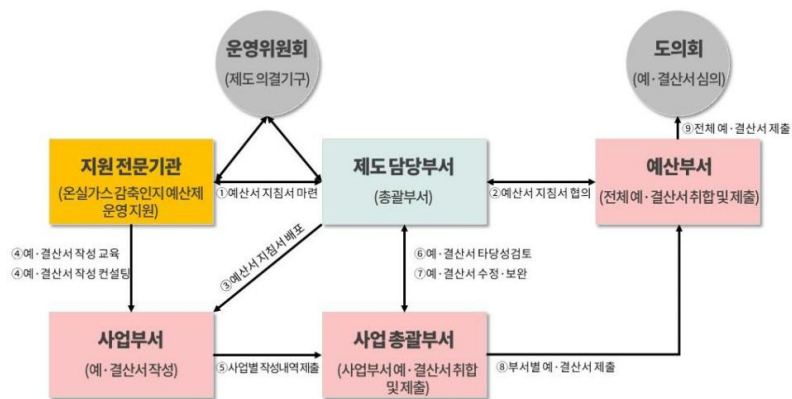 운영위원회
(제도 의결기구)
도의회
(예·결산서 심의)
⑨전체 예·결산서 제출
지원 전문기관
(온실가스 감축인지 예산제
운영 지원)
①예산서 지침서 마련
제도 담당부서
(총괄부서)
②예산서 지침서 협의
예산부서
(전체 예·결산서 취합 및 제출)
④예·결산서 작성 교육
④예·결산서 작성 컨설팅
③예산서 지침서 배포
⑥예·결산서 타당성검토
⑦예·결산서 수정·보완
사업부서
(예·결산서 작성)
⑤사업별 작성내역 제출
사업 총괄부서
(사업부서 예·결산서 취합
및 제출)
⑧부서별 예·결산서 제출